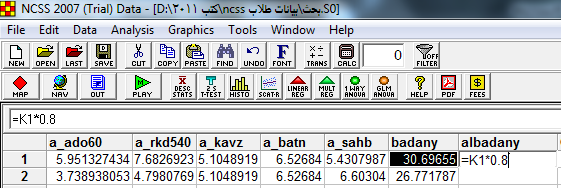 NCSS 2007 (Trial) Data - [D:\٢٠١١ كتب\ncss بحث\بيانات طلاب.S0]
File Edit Data Analysis Graphics Tools Window Help
NEW OPEN LAST SAVE PRINT CUT COPY PASTE FIND UNDO FONT TRANS CALC 0 OFF FILTER
MAP NAV OUT PLAY DESC STATS 2 S T-TEST HISTO SCAT-R LINEAR REG MULT REG 1 WAY ANOVA GLM ANOVA HELP PDF FEES
=K1*0.8
a_ado60 a_rkd540 a_kavz a_batn a_sahb badany albadany
1 5.951327434 7.6826923 5.1048919 6.52684 5.4307987 30.69655 =K1*0.8
2 3.738938053 4.7980769 5.1048919 6.52684 6.60304 26.771787